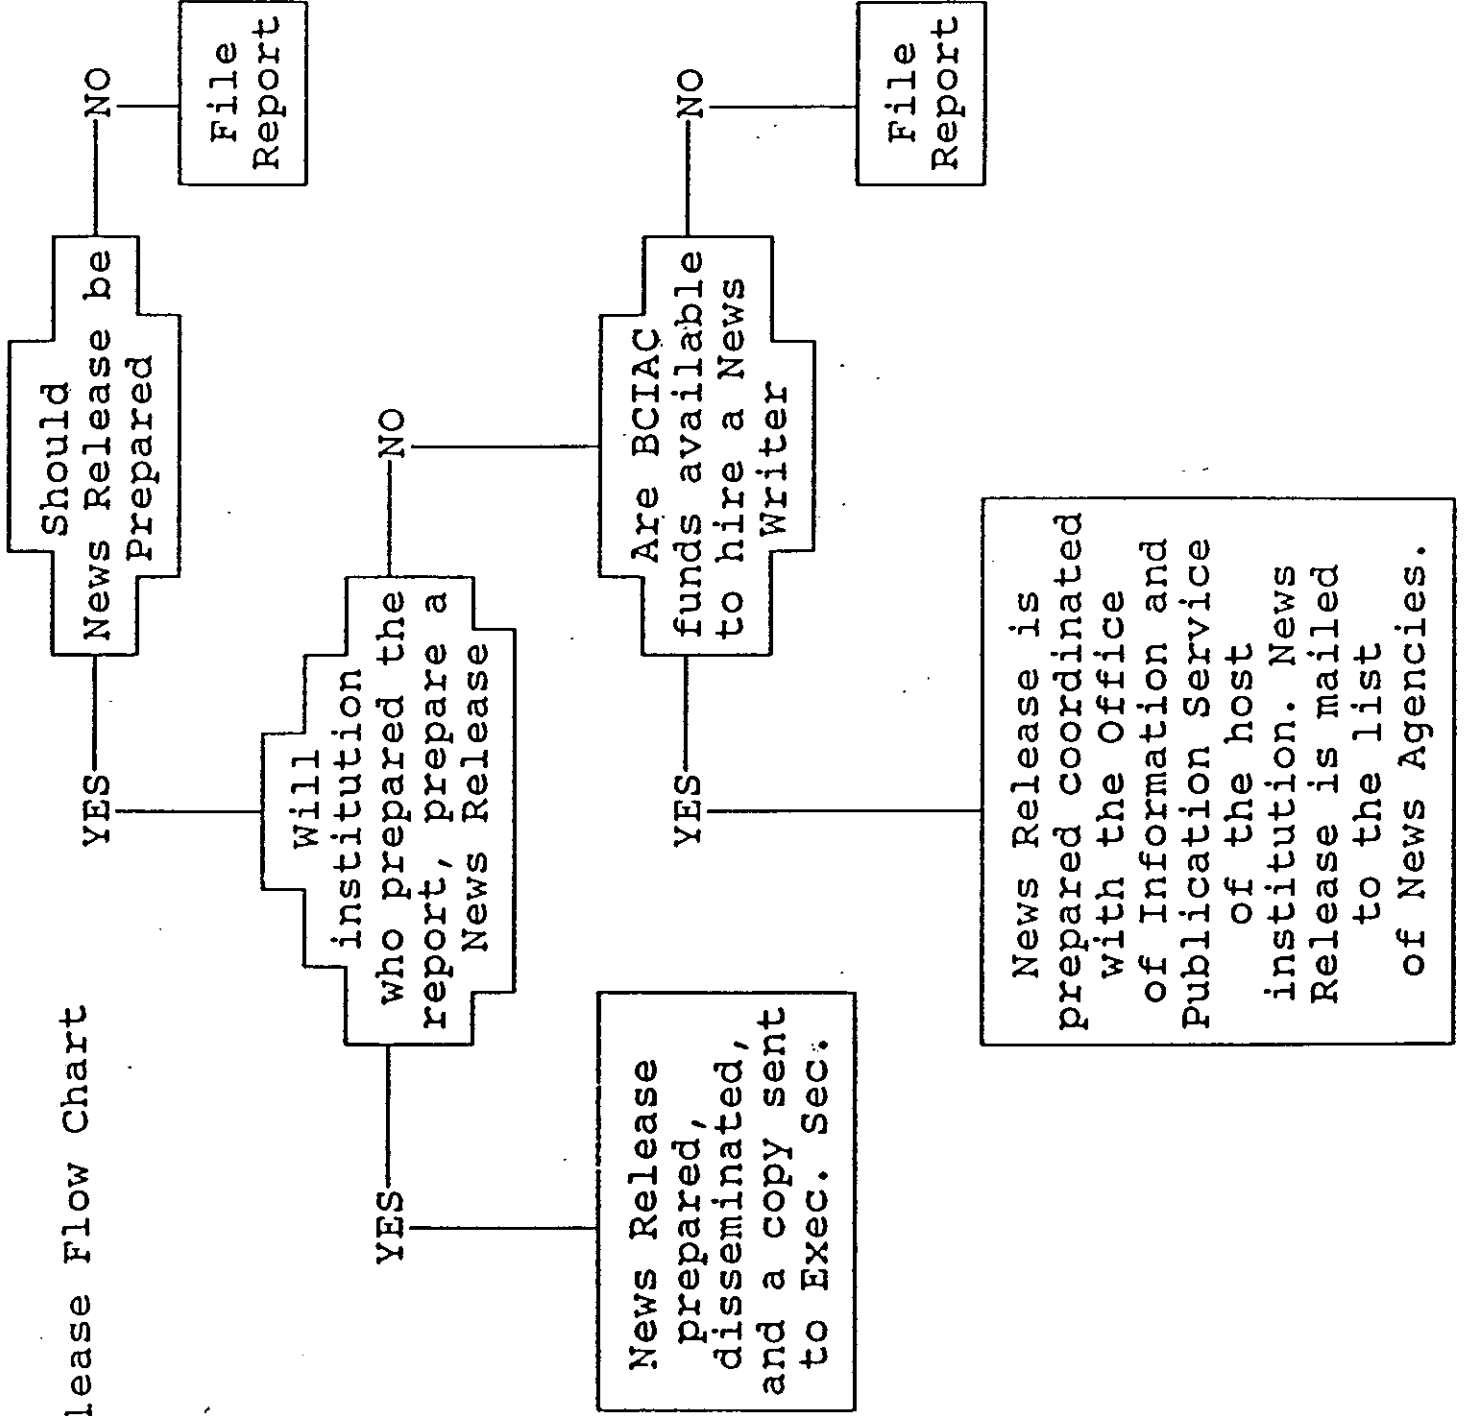 lease Flow Chart
Should
News Release be
Prepared
YES
NO
File
Report
Will
institution
who prepared the
report, prepare a
News Release
YES
NO
News Release
prepared,
disseminated,
and a copy sent
to Exec. Sec.
Are BCIAC
funds available
to hire a News
Writer
YES
NO
File
Report
News Release is
prepared coordinated
with the Office
of Information and
Publication Service
of the host
institution. News
Release is mailed
to the list
of News Agencies.